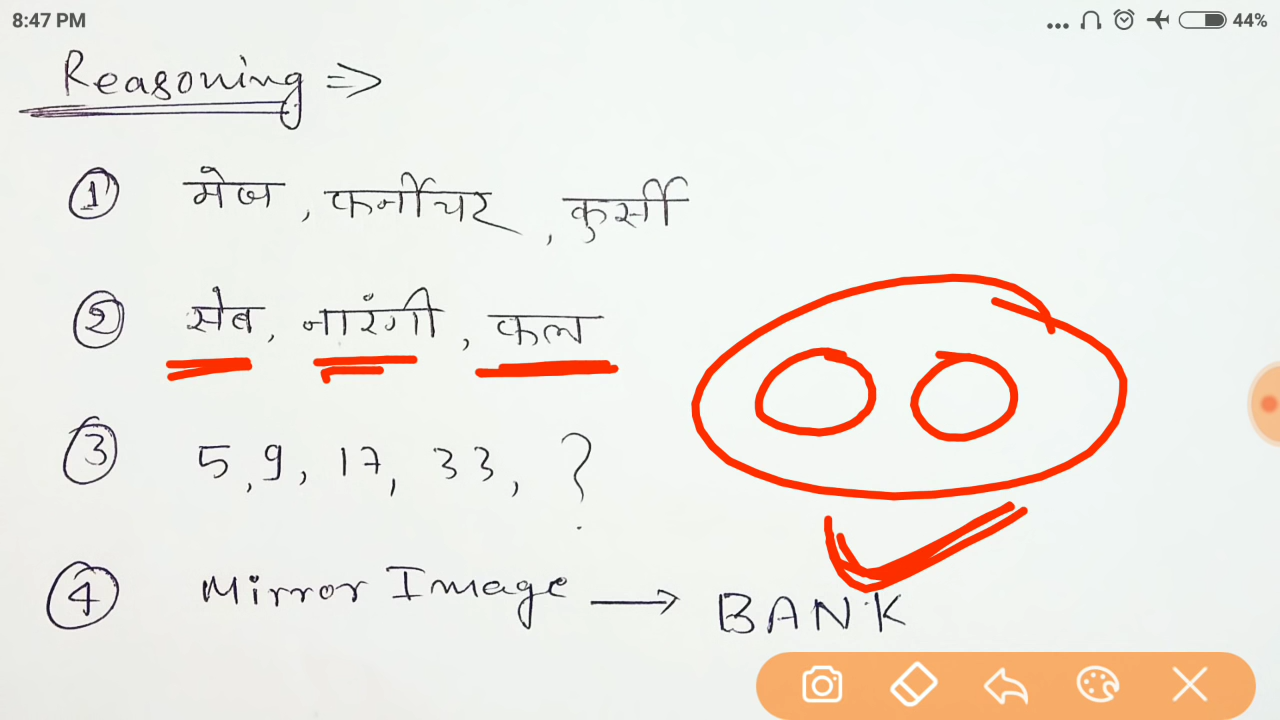 8:47 PM ... 44%
Reasoning ⇒
① मेज, फर्नीचर, कुर्सी
② सेब, नारंगी, फल
③ 5, 9, 17, 33, ?
④ Mirror Image → BANK